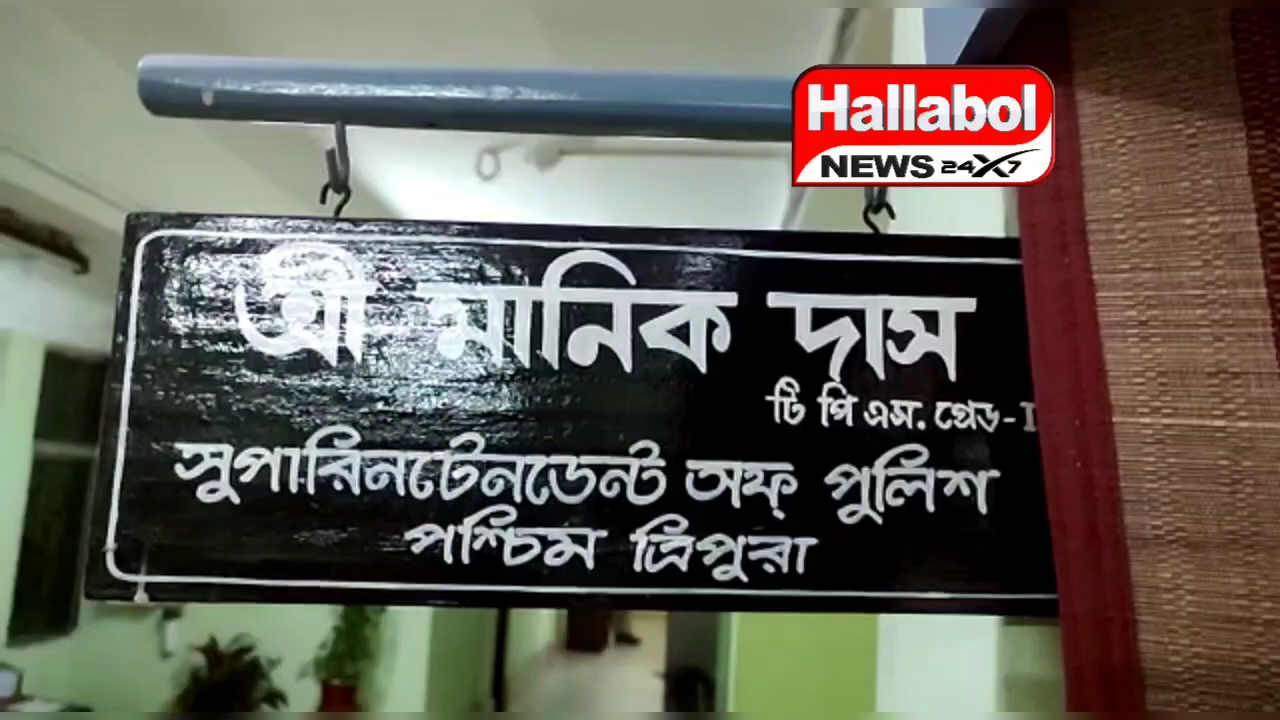 Hallabol
NEWS 24X7
শ্রী মানিক দাস
টি পি এস. গ্রেড-I
সুপারিনটেনডেন্ট অফ্ পুলিশ
পশ্চিম ত্রিপুরা